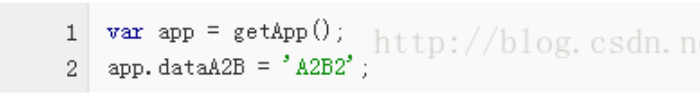 1 var app = getApp();
http://blog.csdn.n
2 app.dataA2B = 'A2B2';